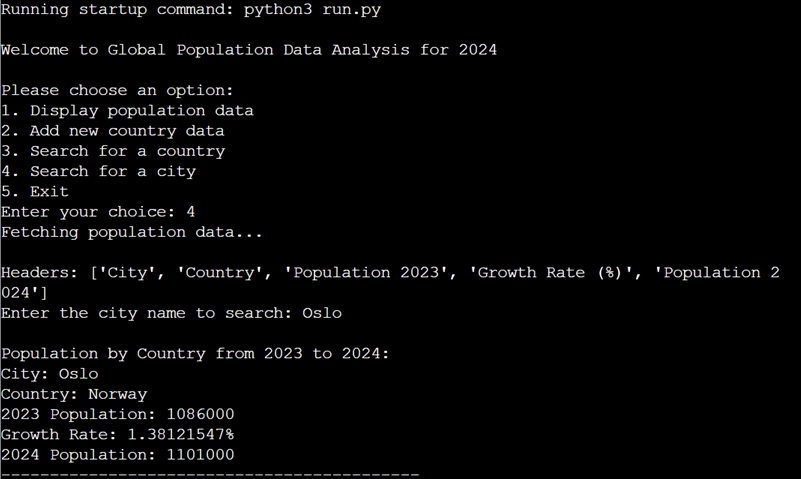 Running startup command: python3 run.py
Welcome to Global Population Data Analysis for 2024
Please choose an option:
1. Display population data
2. Add new country data
3. Search for a country
4. Search for a city
5. Exit
Enter your choice: 4
Fetching population data...
Headers: ['City', 'Country', 'Population 2023', 'Growth Rate (%)', 'Population 2
024']
Enter the city name to search: Oslo
Population by Country from 2023 to 2024:
City: Oslo
Country: Norway
2023 Population: 1086000
Growth Rate: 1.38121547%
2024 Population: 1101000
-------------------------------------------